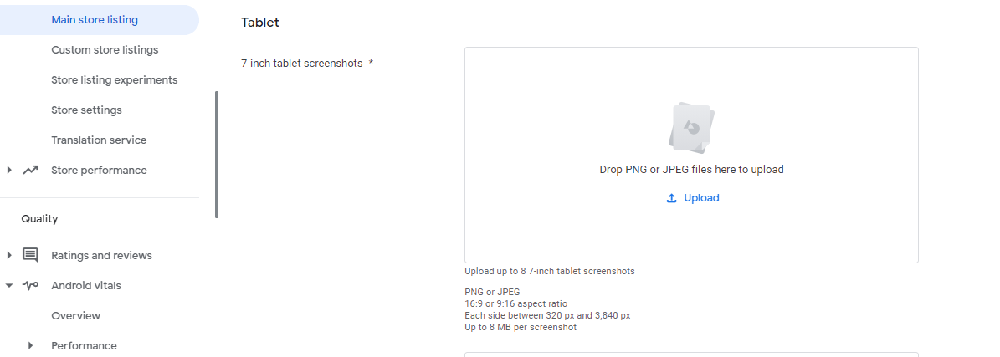 Main store listing
Custom store listings
Store listing experiments
Store settings
Translation service
Store performance
Quality
Ratings and reviews
Android vitals
Overview
Performance
Tablet
7-inch tablet screenshots *
Drop PNG or JPEG files here to upload
Upload
Upload up to 8 7-inch tablet screenshots
PNG or JPEG
16:9 or 9:16 aspect ratio
Each side between 320 px and 3,840 px
Up to 8 MB per screenshot